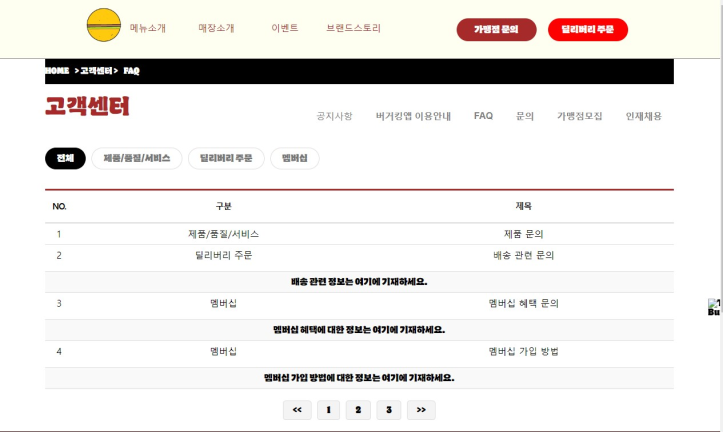 메뉴소개 매장소개 이벤트 브랜드스토리 가맹점 문의 딜리버리 주문
HOME > 고객센터 > FAQ
고객센터
공지사항 버거킹앱 이용안내 FAQ 문의 가맹점모집 인재채용
전체 제품/품질/서비스 딜리버리 주문 멤버십
NO. 구분 제목
1 제품/품질/서비스 제품 문의
2 딜리버리 주문 배송 관련 문의
배송 관련 정보는 여기에 기재하세요.
3 멤버십 멤버십 혜택 문의
멤버십 혜택에 대한 정보는 여기에 기재하세요.
4 멤버십 멤버십 가입 방법
멤버십 가입 방법에 대한 정보는 여기에 기재하세요.
<< 1 2 3 >>